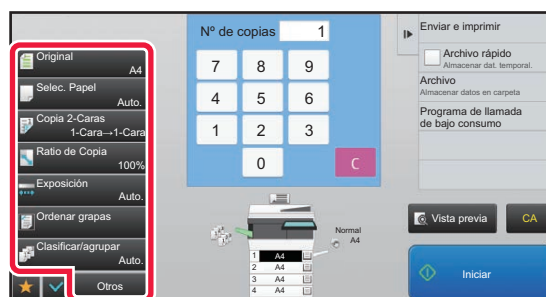 Original
A4
Selec. Papel
Auto.
Copia 2-Caras
1-Cara→1-Cara
Ratio de Copia
100%
Exposición
Auto.
Ordenar grapas
Clasificar/agrupar
Auto.
Otros
Nº de copias 1
7 8 9
4 5 6
1 2 3
0 C
Normal
A4
1 A4
2 A4
3 A4
4 A4
Enviar e imprimir
Archivo rápido
Almacenar dat. temporal.
Archivo
Almacenar datos en carpeta
Programa de llamada
de bajo consumo
Vista previa CA
Iniciar